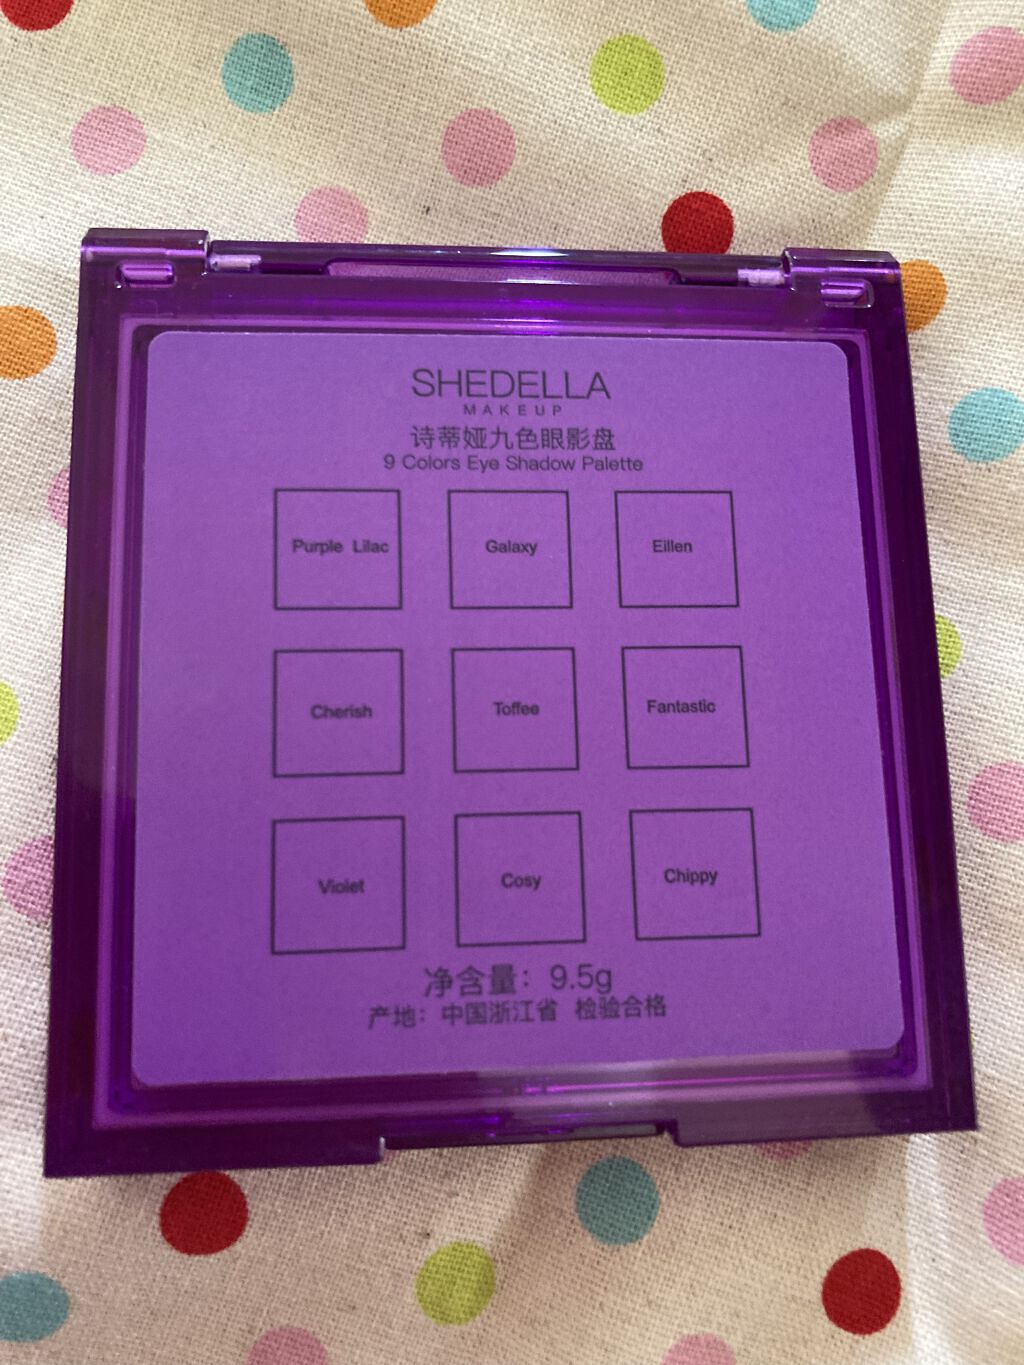 SHEDELLA
MAKEUP
诗蒂娅九色眼影盘
9 Colors Eye Shadow Palette
Purple Lilac Galaxy Eillen
Cherish Toffee Fantastic
Violet Cosy Chippy
净含量：9.5g
产地：中国浙江省 检验合格